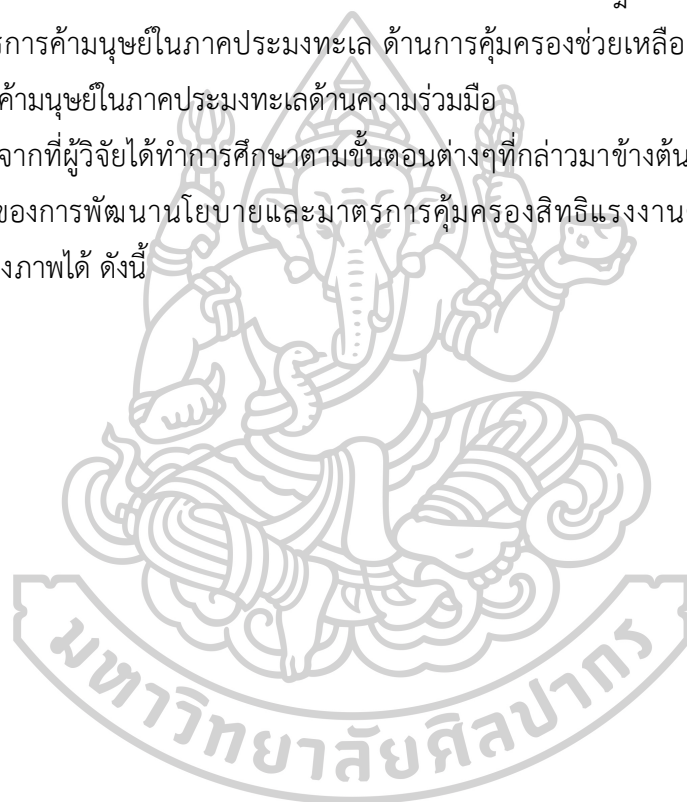 รการค้ามนุษย์ในภาคประมงทะเล ด้านการคุ้มครองช่วยเหลือ
ค้ามนุษย์ในภาคประมงทะเลด้านความร่วมมือ
จากที่ผู้วิจัยได้ทำการศึกษาตามขั้นตอนต่างๆที่กล่าวมาข้างต้น
ของการพัฒนานโยบายและมาตรการคุ้มครองสิทธิแรงงาน
งภาพได้ ดังนี้
มหาวิทยาลัยศิลปากร